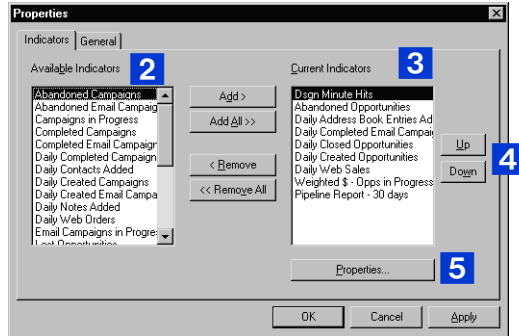 Properties
Indicators General
Available Indicators 2
Current Indicators 3
Abandoned Campaigns
Abandoned Email Campaig
Campaigns in Progress
Completed Campaigns
Completed Email Campaigr
Daily Completed Campaign
Daily Contacts Added
Daily Created Campaigns
Daily Created Email Campa
Daily Notes Added
Daily Web Orders
Email Campaigns in Progre:
Lost Opportunities
Add >
Add All >>
< Remove
<< Remove All
Dsgn Minute Hits
Abandoned Opportunities
Daily Address Book Entries Ad
Daily Completed Email Campai
Daily Closed Opportunities
Daily Created Opportunities
Daily Web Sales
Weighted $ - Opps in Progress
Pipeline Report - 30 days
Up
Down
4
Properties...
5
OK Cancel Apply